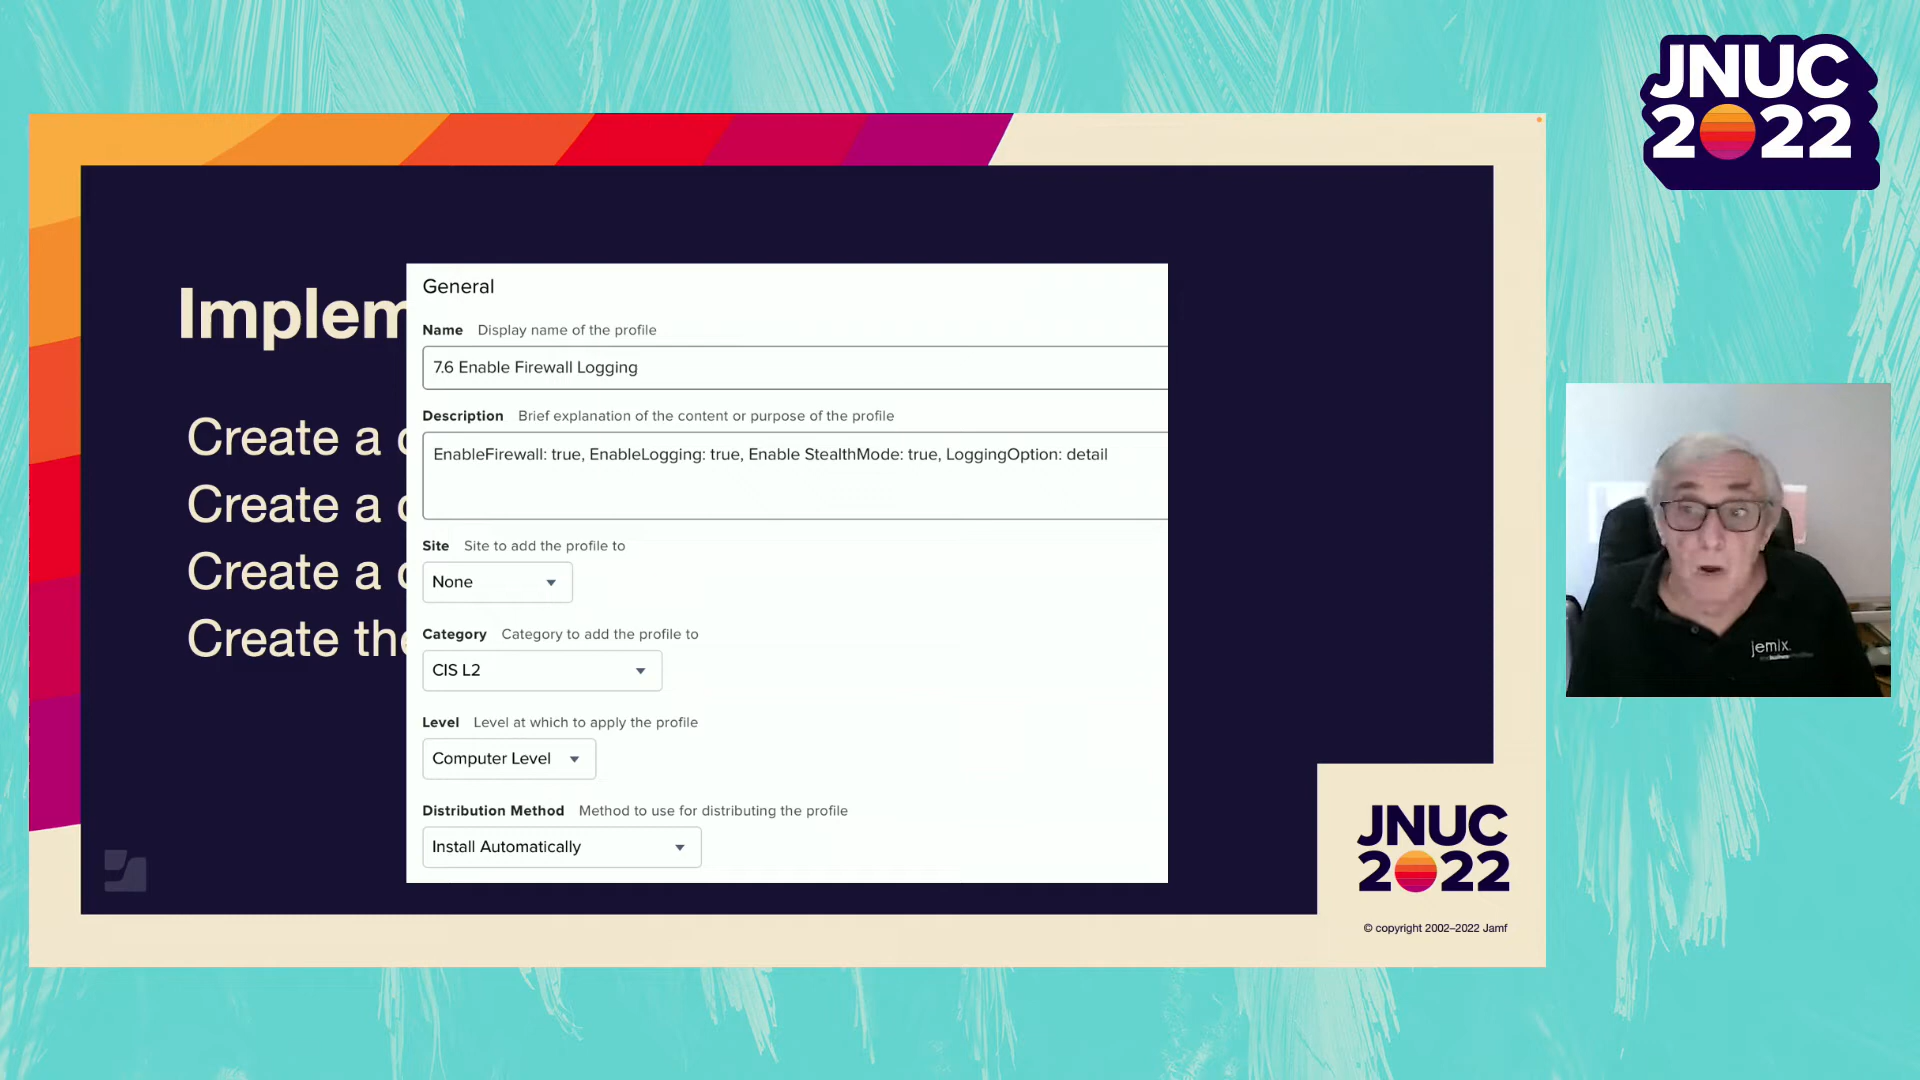 JNUC
2022
Implem
Create a
Create a
Create a
Create the
General
Name Display name of the profile
7.6 Enable Firewall Logging
Description Brief explanation of the content or purpose of the profile
EnableFirewall: true, EnableLogging: true, Enable StealthMode: true, LoggingOption: detail
Site Site to add the profile to
None
Category Category to add the profile to
CIS L2
Level Level at which to apply the profile
Computer Level
Distribution Method Method to use for distributing the profile
Install Automatically
jemix.
JNUC
2022
© copyright 2002–2022 Jamf